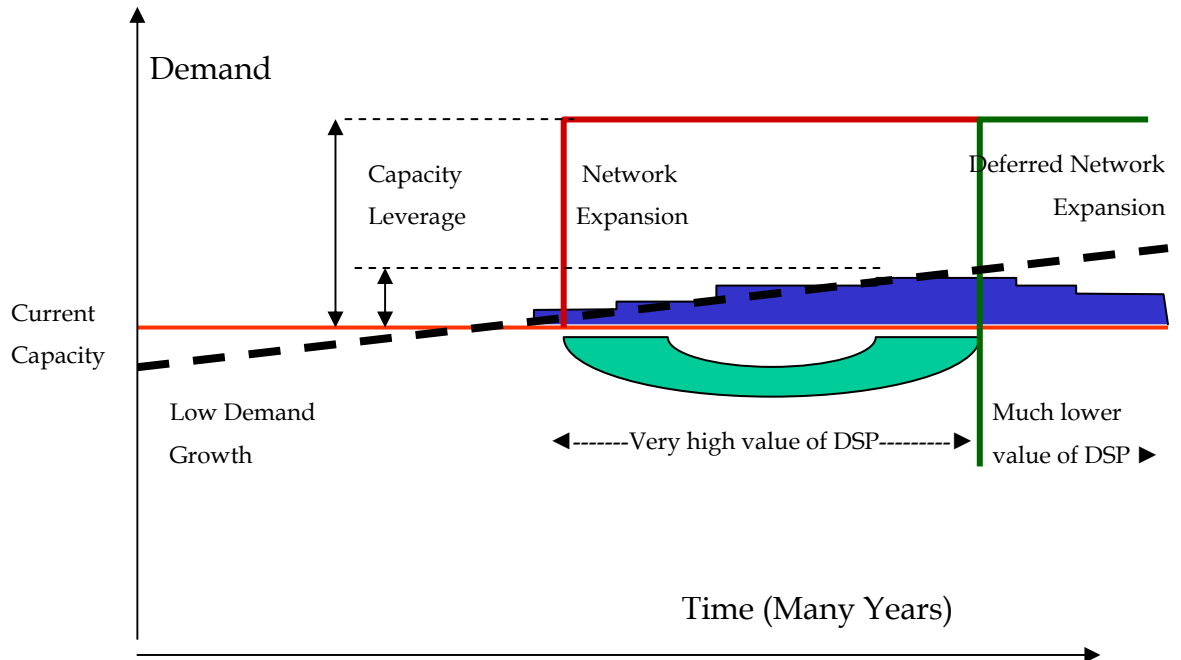 Demand
Capacity
Leverage
Network
Expansion
Deferred Network
Expansion
Current
Capacity
Low Demand
Growth
◄-------Very high value of DSP--------►
Much lower
value of DSP ►
Time (Many Years)